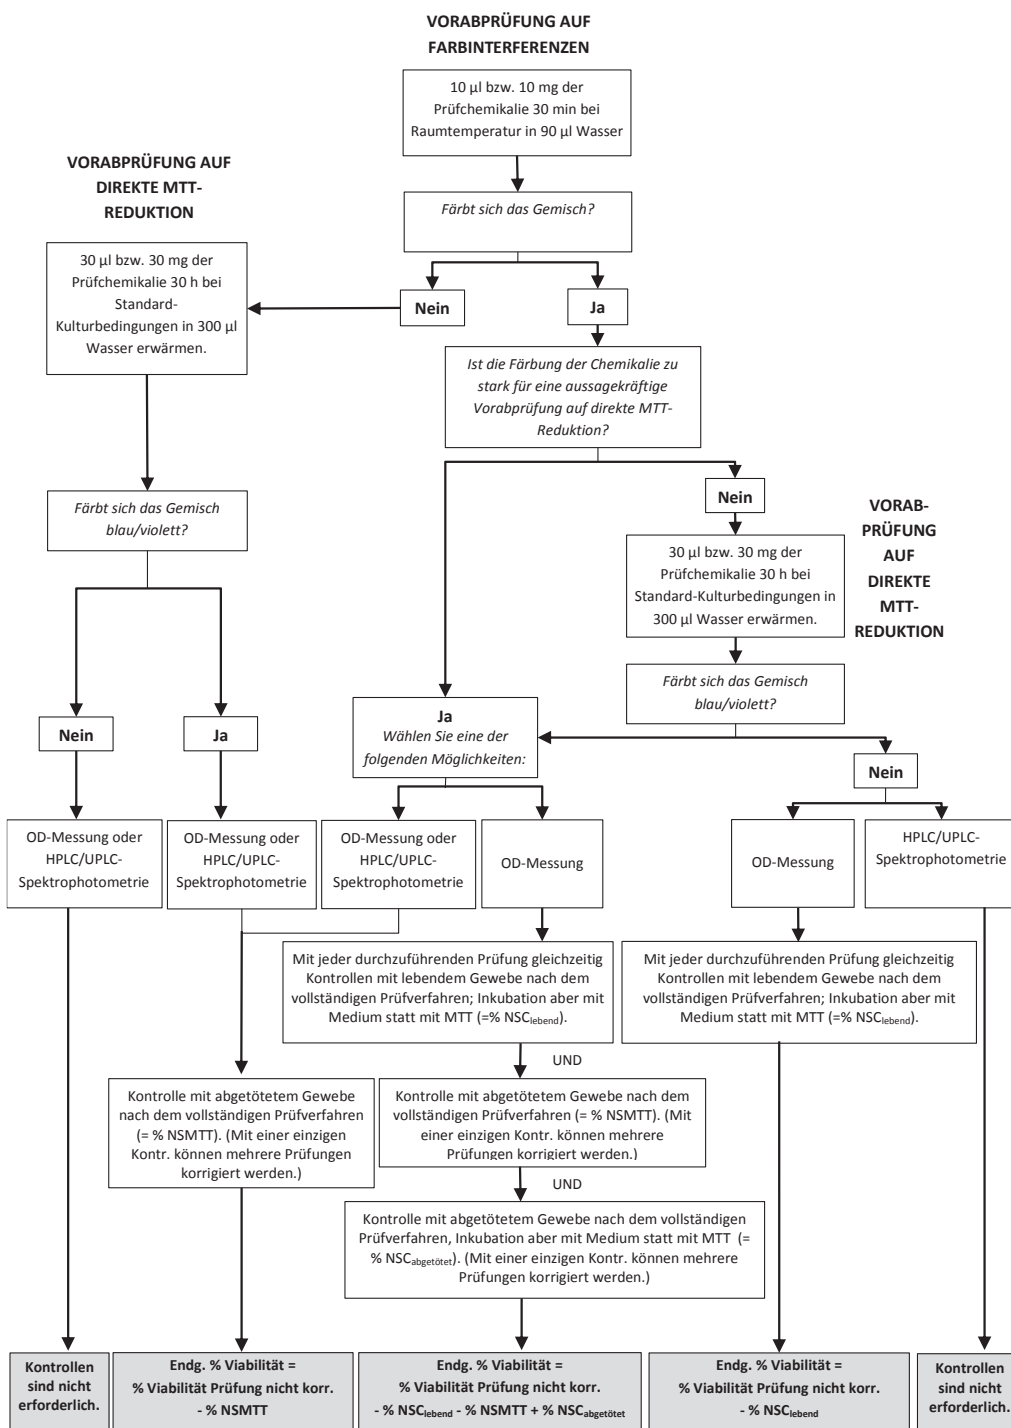 VORABPRÜFUNG AUF
FARBINTERFERENZEN
10 µl bzw. 10 mg der
Prüfchemikalie 30 min bei
Raumtemperatur in 90 µl Wasser
VORABPRÜFUNG AUF
DIREKTE MTT-
REDUKTION
Färbt sich das Gemisch?
30 µl bzw. 30 mg der
Prüfchemikalie 30 h bei
Standard-
Kulturbedingungen in 300 µl
Wasser erwärmen.
Nein
Ja
Ist die Färbung der Chemikalie zu
stark für eine aussagekräftige
Vorabprüfung auf direkte MTT-
Reduktion?
Färbt sich das Gemisch
blau/violett?
Nein
VORAB-
PRÜFUNG
AUF
DIREKTE
MTT-
REDUKTION
30 µl bzw. 30 mg der
Prüfchemikalie 30 h bei
Standard-Kulturbedingungen in
300 µl Wasser erwärmen.
Färbt sich das Gemisch
blau/violett?
Nein
Ja
Ja
Wählen Sie eine der
folgenden Möglichkeiten:
Nein
OD-Messung oder
HPLC/UPLC-
Spektrophotometrie
OD-Messung oder
HPLC/UPLC-
Spektrophotometrie
OD-Messung oder
HPLC/UPLC-
Spektrophotometrie
OD-Messung
OD-Messung
HPLC/UPLC-
Spektrophotometrie
Mit jeder durchzuführenden Prüfung gleichzeitig
Kontrollen mit lebendem Gewebe nach dem
vollständigen Prüfverfahren; Inkubation aber mit
Medium statt mit MTT (=% NSClebend).
Mit jeder durchzuführenden Prüfung gleichzeitig
Kontrollen mit lebendem Gewebe nach dem
vollständigen Prüfverfahren; Inkubation aber mit
Medium statt mit MTT (=% NSClebend).
UND
Kontrolle mit abgetötetem Gewebe
nach dem vollständigen Prüfverfahren
(= % NSMTT). (Mit einer einzigen
Kontr. können mehrere Prüfungen
korrigiert werden.)
Kontrolle mit abgetötetem Gewebe nach dem
vollständigen Prüfverfahren (= % NSMTT). (Mit
einer einzigen Kontr. können mehrere
Prüfungen korrigiert werden.)
UND
Kontrolle mit abgetötetem Gewebe nach dem vollständigen
Prüfverfahren, Inkubation aber mit Medium statt mit MTT (=
% NSCabgetötet). (Mit einer einzigen Kontr. können mehrere
Prüfungen korrigiert werden.)
Kontrollen
sind nicht
erforderlich.
Endg. % Viabilität =
% Viabilität Prüfung nicht korr.
- % NSMTT
Endg. % Viabilität =
% Viabilität Prüfung nicht korr.
- % NSClebend - % NSMTT + % NSCabgetötet
Endg. % Viabilität =
% Viabilität Prüfung nicht korr.
- % NSClebend
Kontrollen
sind nicht
erforderlich.